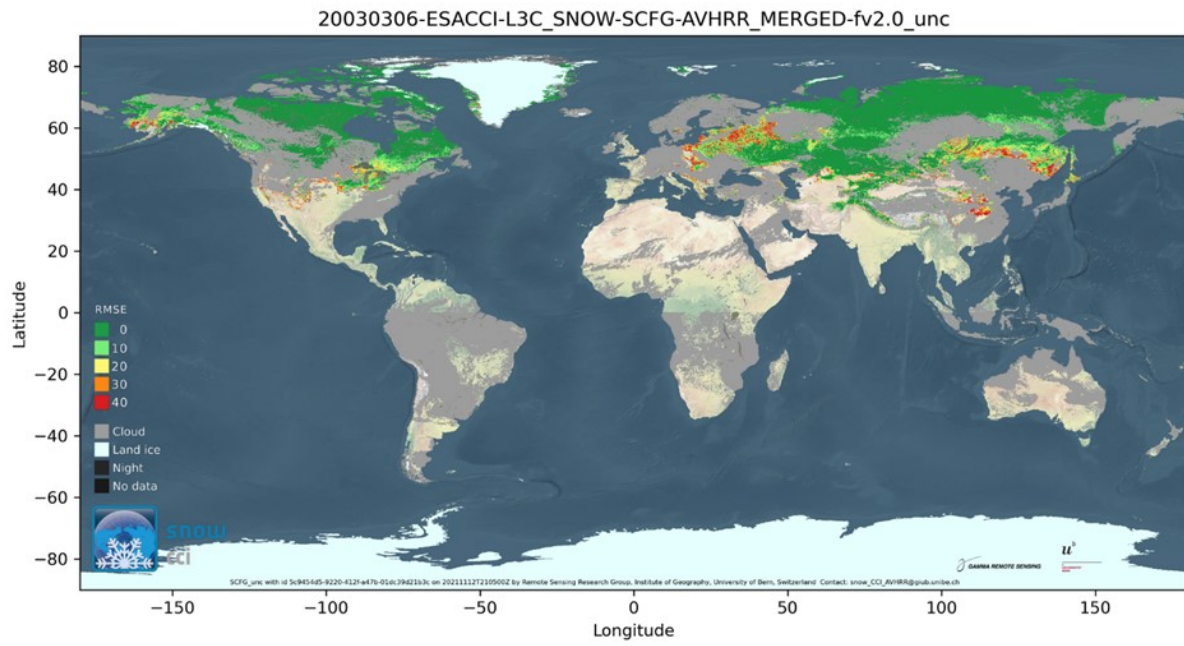 20030306-ESACCI-L3C_SNOW-SCFG-AVHRR_MERGED-fv2.0_unc
80
60
40
20
0
−20
−40
−60
−80
Latitude
RMSE
0
10
20
30
40
Cloud
Land ice
Night
No data
snow
cci
SCFG_unc with id 5c9454d5-9220-412f-a47b-01dc39d21b3c on 20211112T210500Z by Remote Sensing Research Group, Institute of Geography, University of Bern, Switzerland Contact: snow_CCI_AVHRR@giub.unibe.ch
GAMMA REMOTE SENSING
u b
−150
−100
−50
0
50
100
150
Longitude